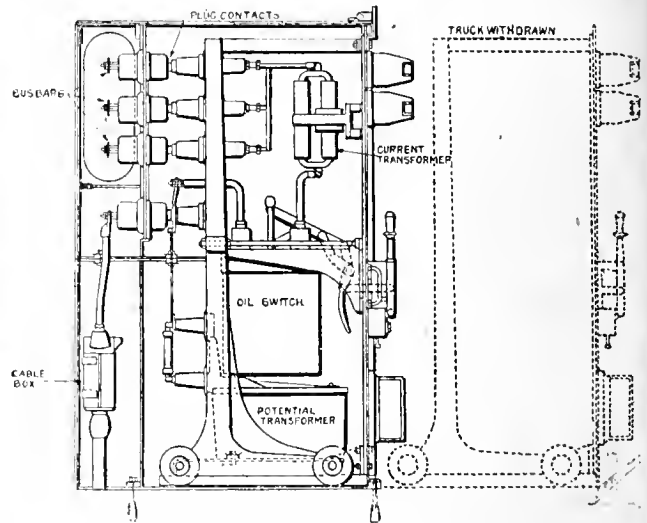 PLUG CONTACTS
TRUCK WITHDRAWN
BUSBARS
CURRENT
TRANSFORMER
OIL SWITCH
CABLE
BOX
POTENTIAL
TRANSFORMER